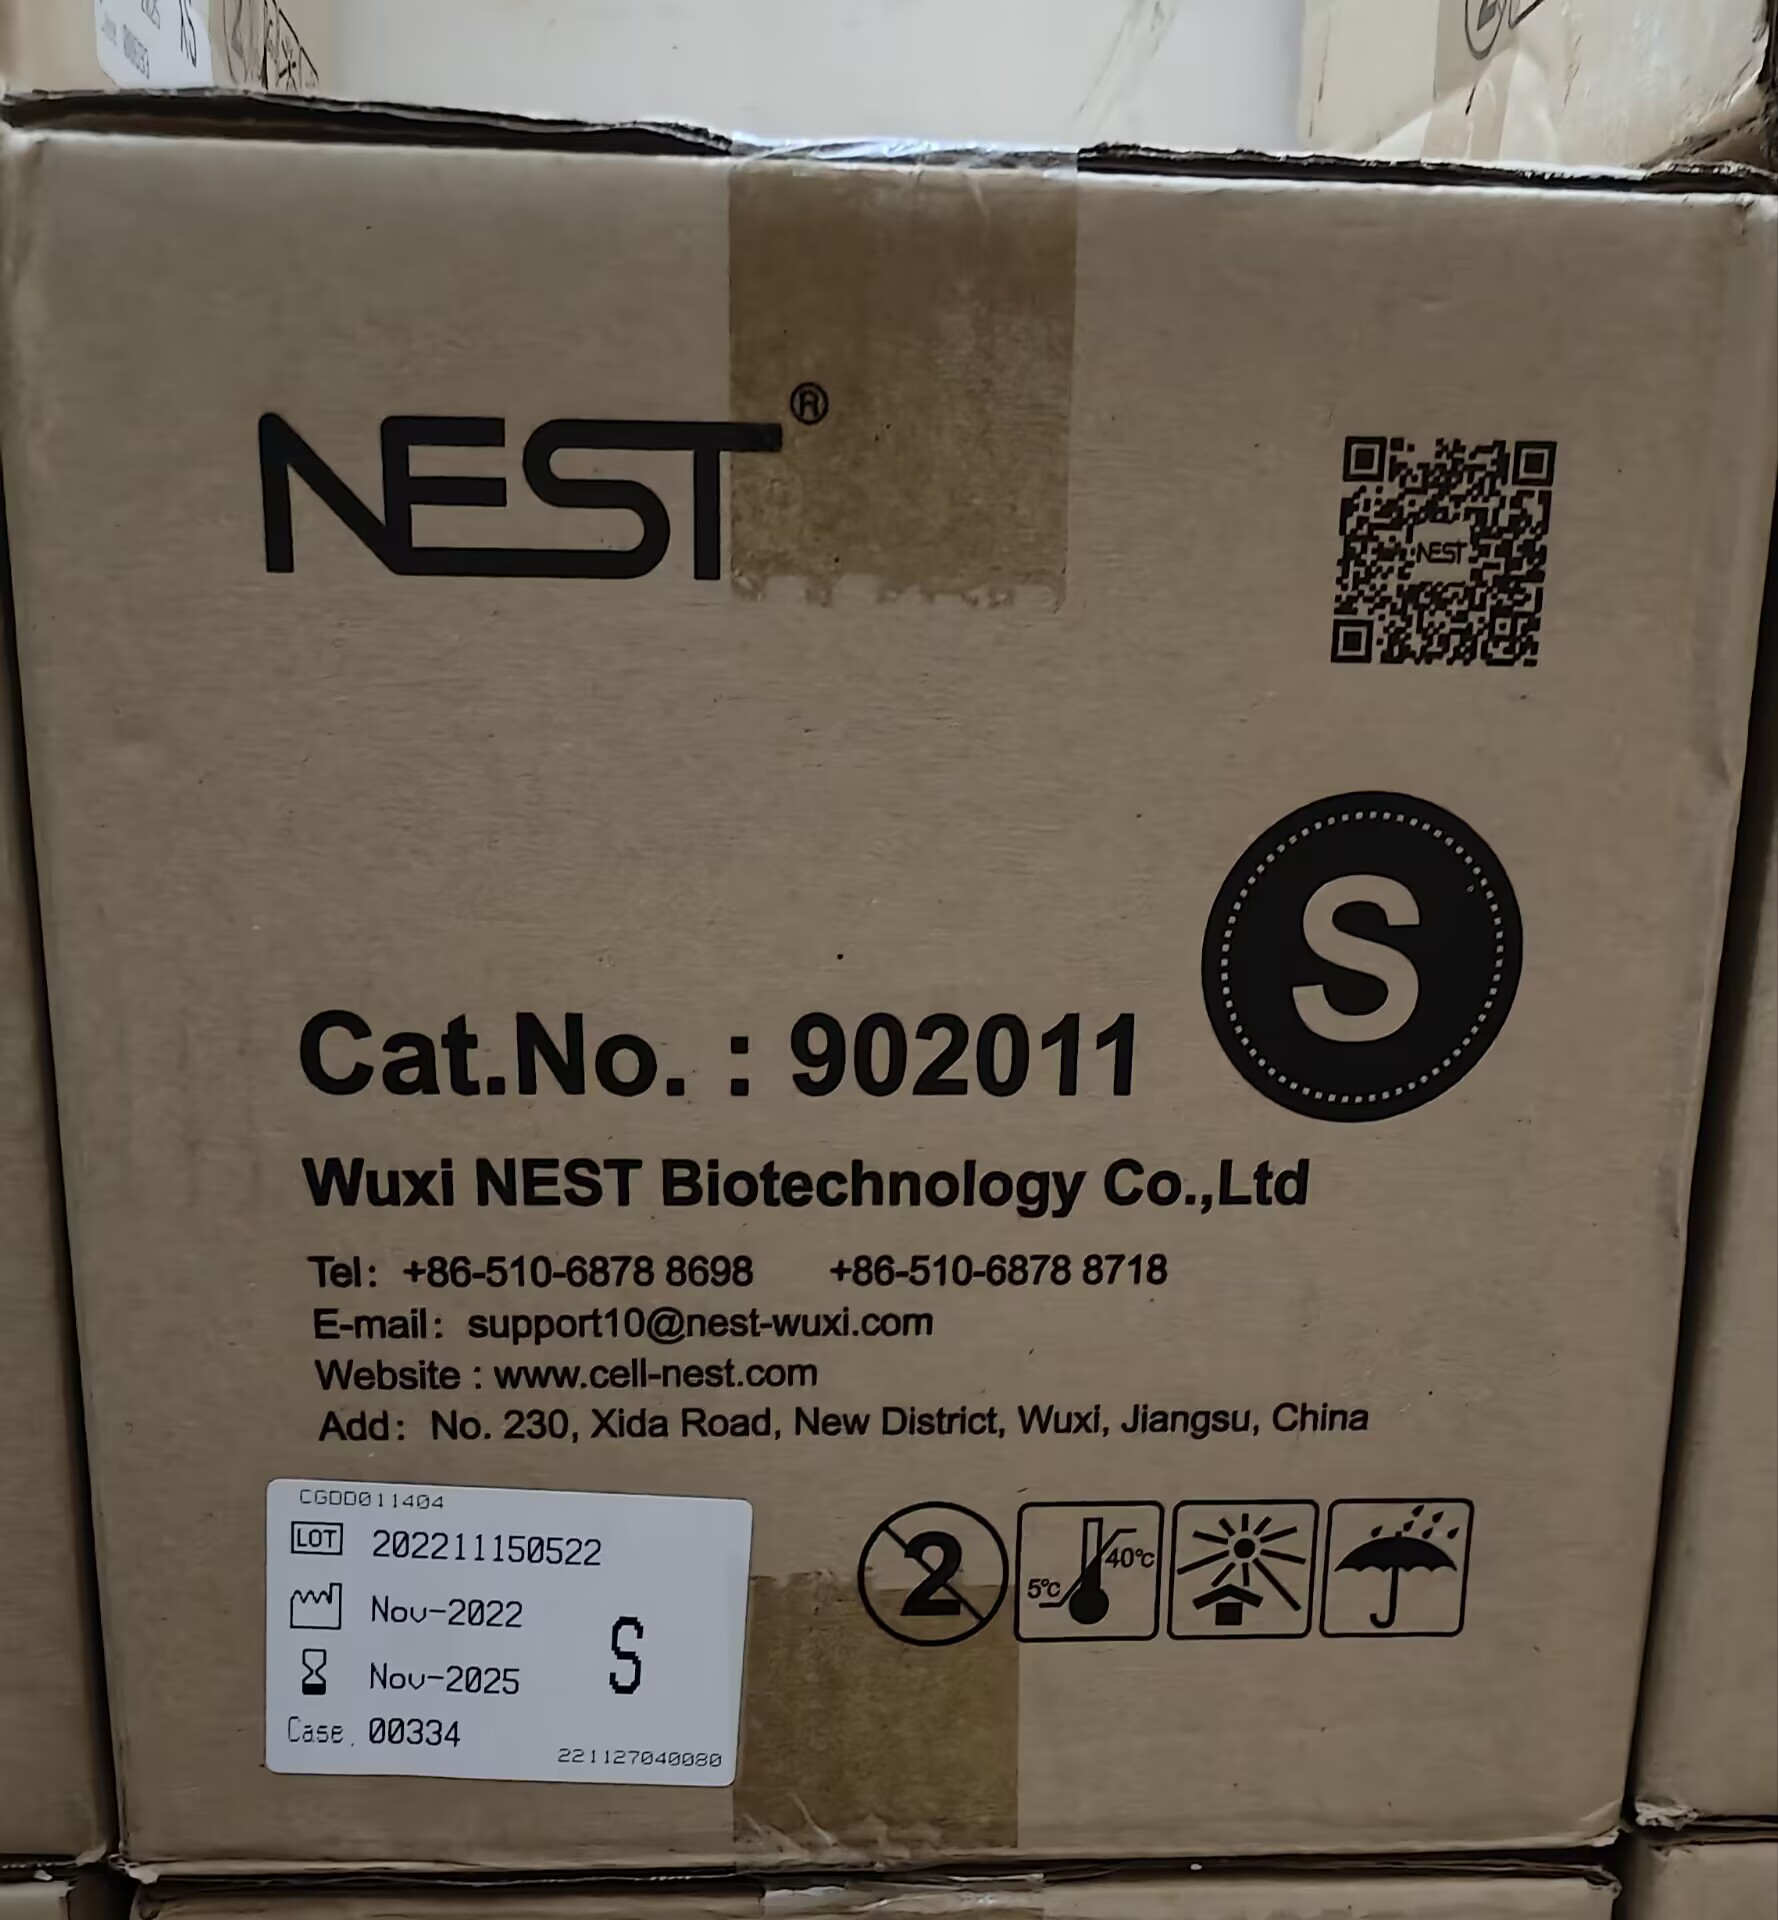 NEST®
NEST
S
Cat.No. : 902011
Wuxi NEST Biotechnology Co.,Ltd
Tel: +86-510-6878 8698 +86-510-6878 8718
E-mail: support10@nest-wuxi.com
Website : www.cell-nest.com
Add: No. 230, Xida Road, New District, Wuxi, Jiangsu, China
CGDD011404
LOT 202211150522
Nov-2022
Nov-2025 S
Case. 00334
221127040080
2
5°C 40°C